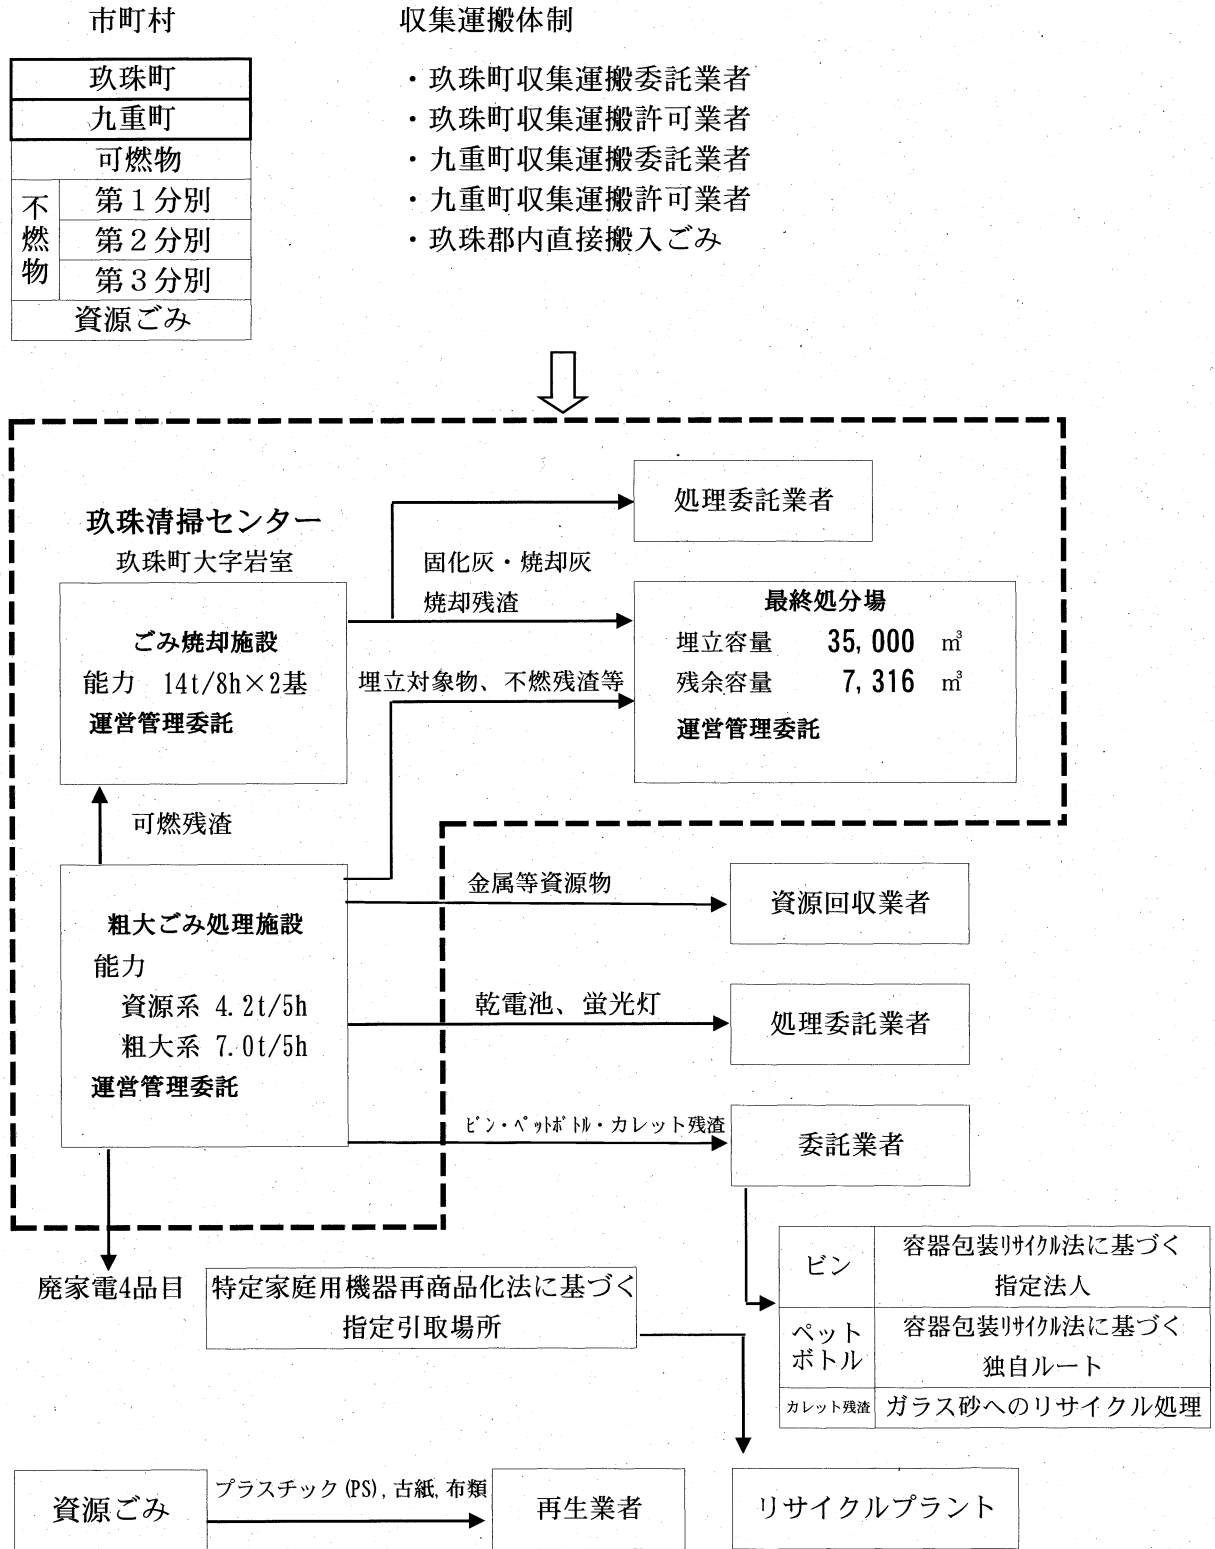 市町村
収集運搬体制
玖珠町
九重町
可燃物
不燃物
第１分別
第２分別
第３分別
資源ごみ
・玖珠町収集運搬委託業者
・玖珠町収集運搬許可業者
・九重町収集運搬委託業者
・九重町収集運搬許可業者
・玖珠郡内直接搬入ごみ
処理委託業者
玖珠清掃センター
玖珠町大字岩室
固化灰・焼却灰
焼却残渣
ごみ焼却施設
能力 14t/8h×2基
運営管理委託
最終処分場
埋立容量 35,000 ㎥
残余容量 7,316 ㎥
運営管理委託
埋立対象物、不燃残渣等
可燃残渣
粗大ごみ処理施設
能力
資源系 4.2t/5h
粗大系 7.0t/5h
運営管理委託
金属等資源物
資源回収業者
乾電池、蛍光灯
処理委託業者
ﾋﾞﾝ・ﾍﾟｯﾄﾎﾞﾄﾙ・カレット残渣
委託業者
廃家電4品目
特定家庭用機器再商品化法に基づく
指定引取場所
ビン
容器包装ﾘｻｲｸﾙ法に基づく
指定法人
ペット
ボトル
容器包装ﾘｻｲｸﾙ法に基づく
独自ルート
カレット残渣
ガラス砂へのリサイクル処理
資源ごみ
プラスチック(PS),古紙,布類
再生業者
リサイクルプラント